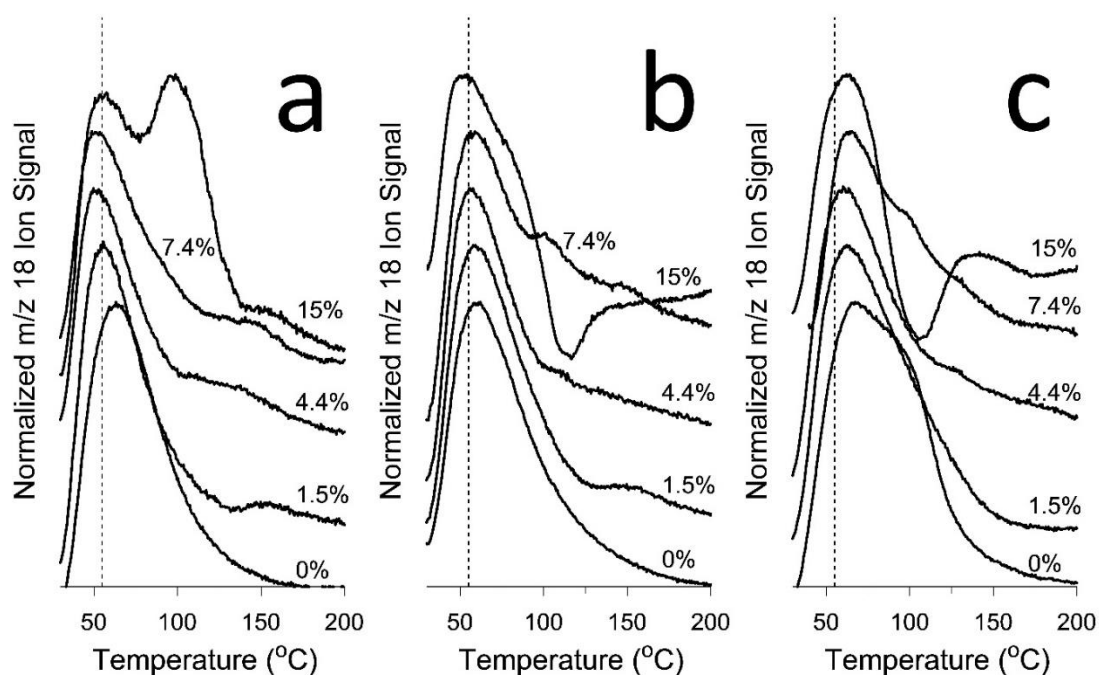 a
Normalized m/z 18 Ion Signal
7.4%
15%
4.4%
1.5%
0%
50 100 150 200
Temperature (°C)
b
Normalized m/z 18 Ion Signal
7.4%
15%
4.4%
1.5%
0%
50 100 150 200
Temperature (°C)
c
Normalized m/z 18 Ion Signal
15%
7.4%
4.4%
1.5%
0%
50 100 150 200
Temperature (°C)